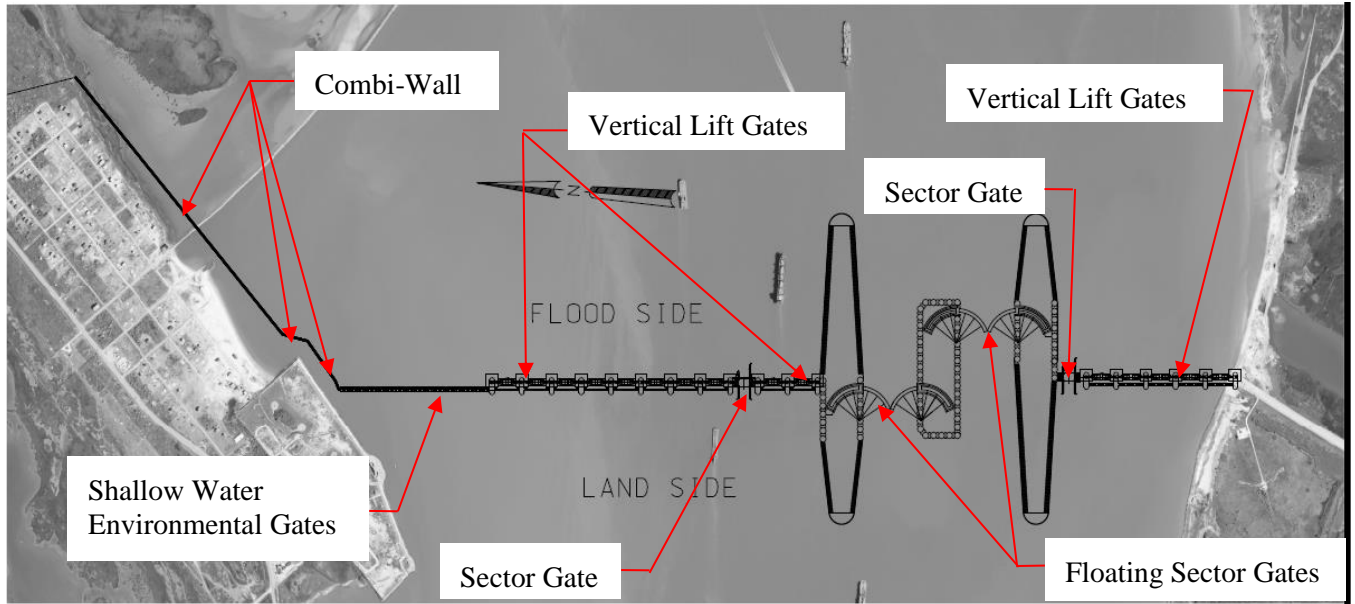 Combi-Wall
Vertical Lift Gates
Vertical Lift Gates
Sector Gate
N
FLOOD SIDE
LAND SIDE
Shallow Water
Environmental Gates
Sector Gate
Floating Sector Gates